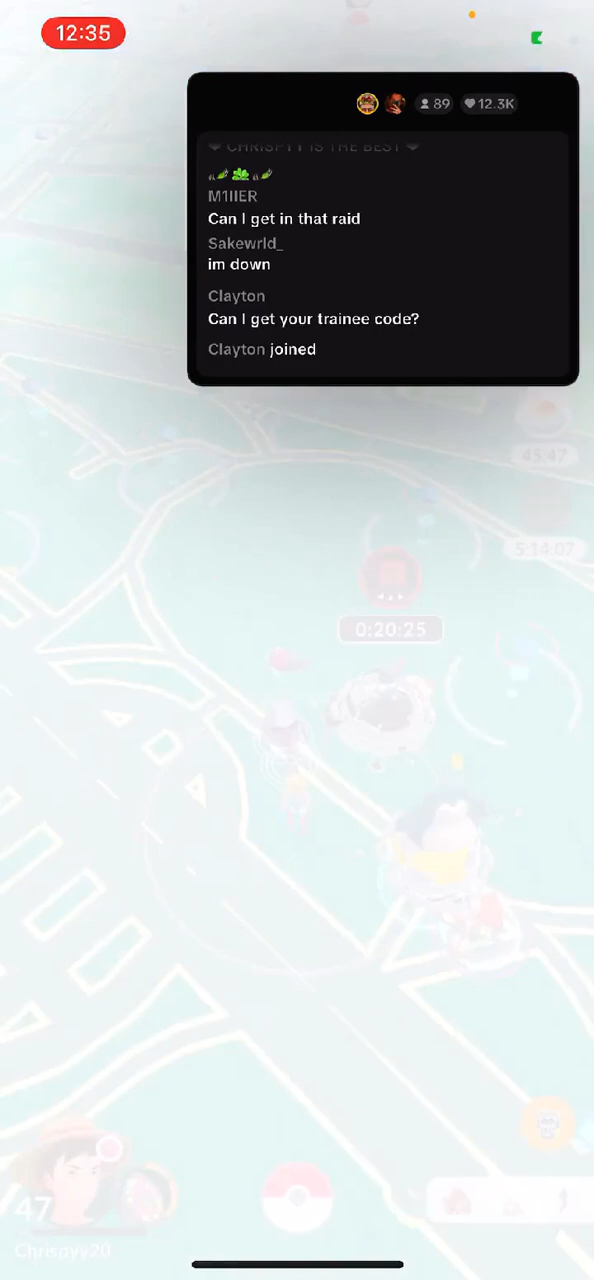 12:35
89 12.3K
❤ CHRISPYY IS THE BEST ❤
M1IIER
Can I get in that raid
Sakewrld_
im down
Clayton
Can I get your trainee code?
Clayton joined
45:47
5:14:07
0:20:25
47
Chrispyy20